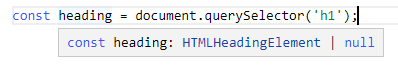 const heading = document.querySelector('h1');
const heading: HTMLHeadingElement | null